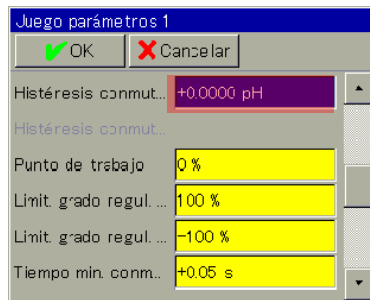 Juego parámetros 1
OK Cancelar
Histéresis conmut... +0.0000 pH
Histéresis conmut...
Punto de trabajo 0 %
Limit. grado regul. ... 100 %
Limit. grado regul. ... -100 %
Tiempo min. conm... +0.05 s